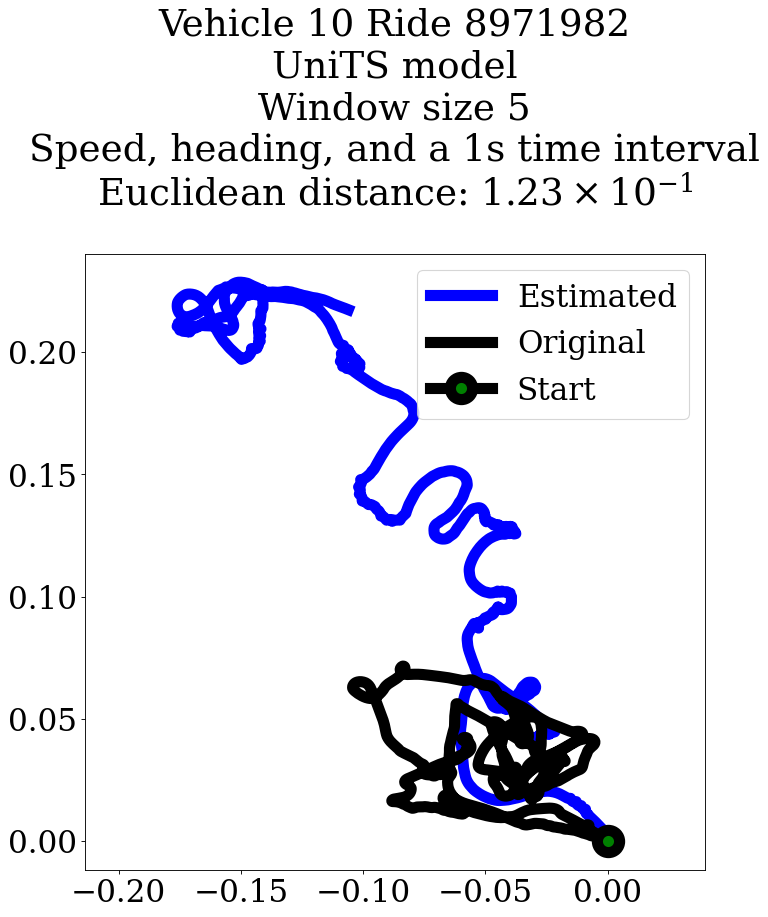 Vehicle 10 Ride 8971982
UniTS model
Window size 5
Speed, heading, and a 1s time interval
Euclidean distance: 1.23 × 10⁻¹
Estimated
Original
Start
0.20
0.15
0.10
0.05
0.00
−0.20 −0.15 −0.10 −0.05 0.00